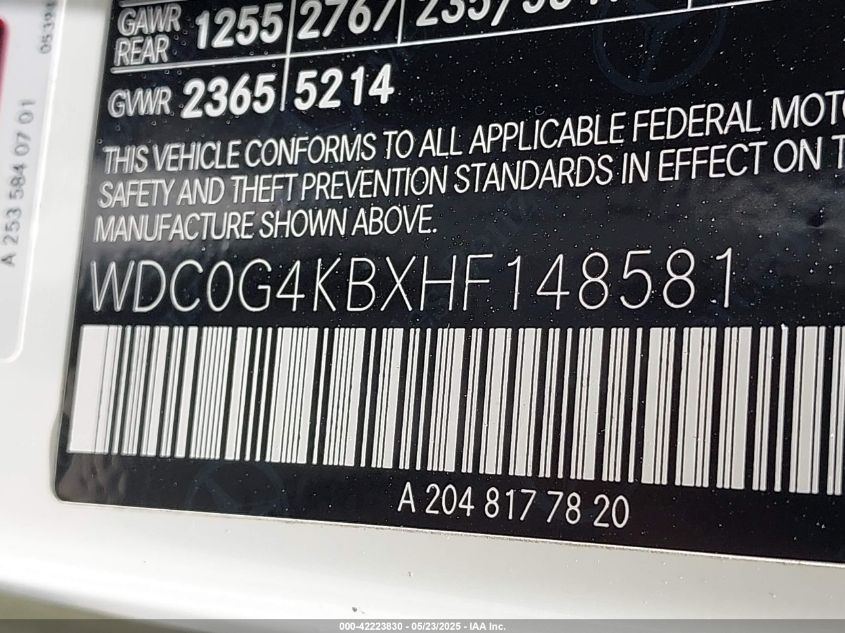 GAWR
REAR 1255 2767
GVWR 2365 5214
THIS VEHICLE CONFORMS TO ALL APPLICABLE FEDERAL MOT
SAFETY AND THEFT PREVENTION STANDARDS IN EFFECT ON T
MANUFACTURE SHOWN ABOVE.
WDC0G4KBXHF148581
A 204 817 78 20
A 253 584 07 01
000-42223830 - 05/23/2025 - IAA Inc.